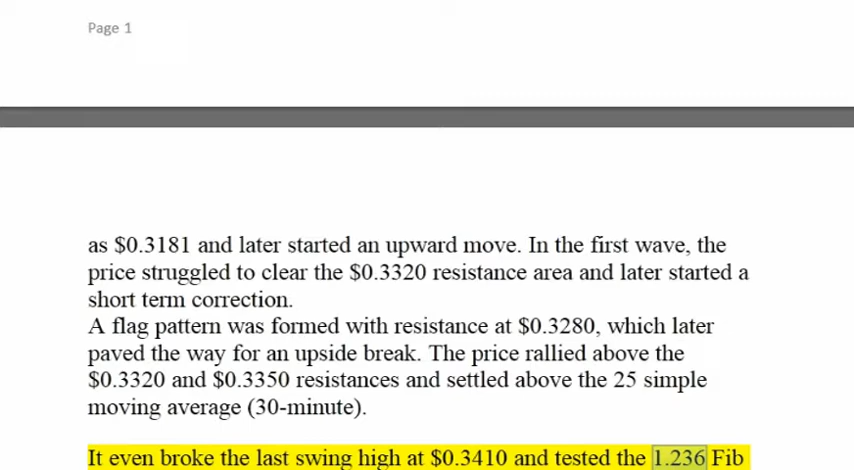 Page 1
as $0.3181 and later started an upward move. In the first wave, the
price struggled to clear the $0.3320 resistance area and later started a
short term correction.
A flag pattern was formed with resistance at $0.3280, which later
paved the way for an upside break. The price rallied above the
$0.3320 and $0.3350 resistances and settled above the 25 simple
moving average (30-minute).
It even broke the last swing high at $0.3410 and tested the 1.236 Fib